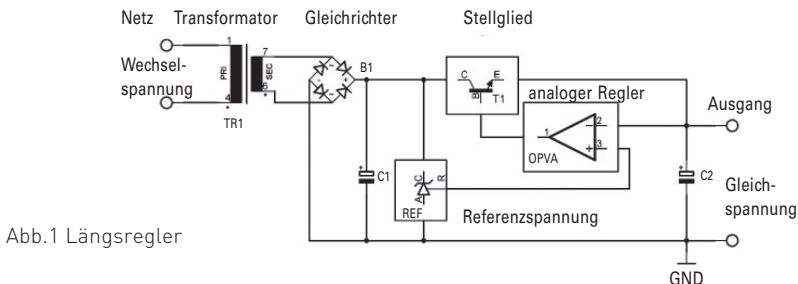 Netz Transformator Gleichrichter Stellglied
Wechsel-
spannung
1
4
PRI
SEC
7
6
TR1
B1
C E
B
T1
analoger Regler
1
2
3
OPVA
Ausgang
C1
C
R
A
REF
Referenzspannung
C2
Gleich-
spannung
Abb.1 Längsregler
GND